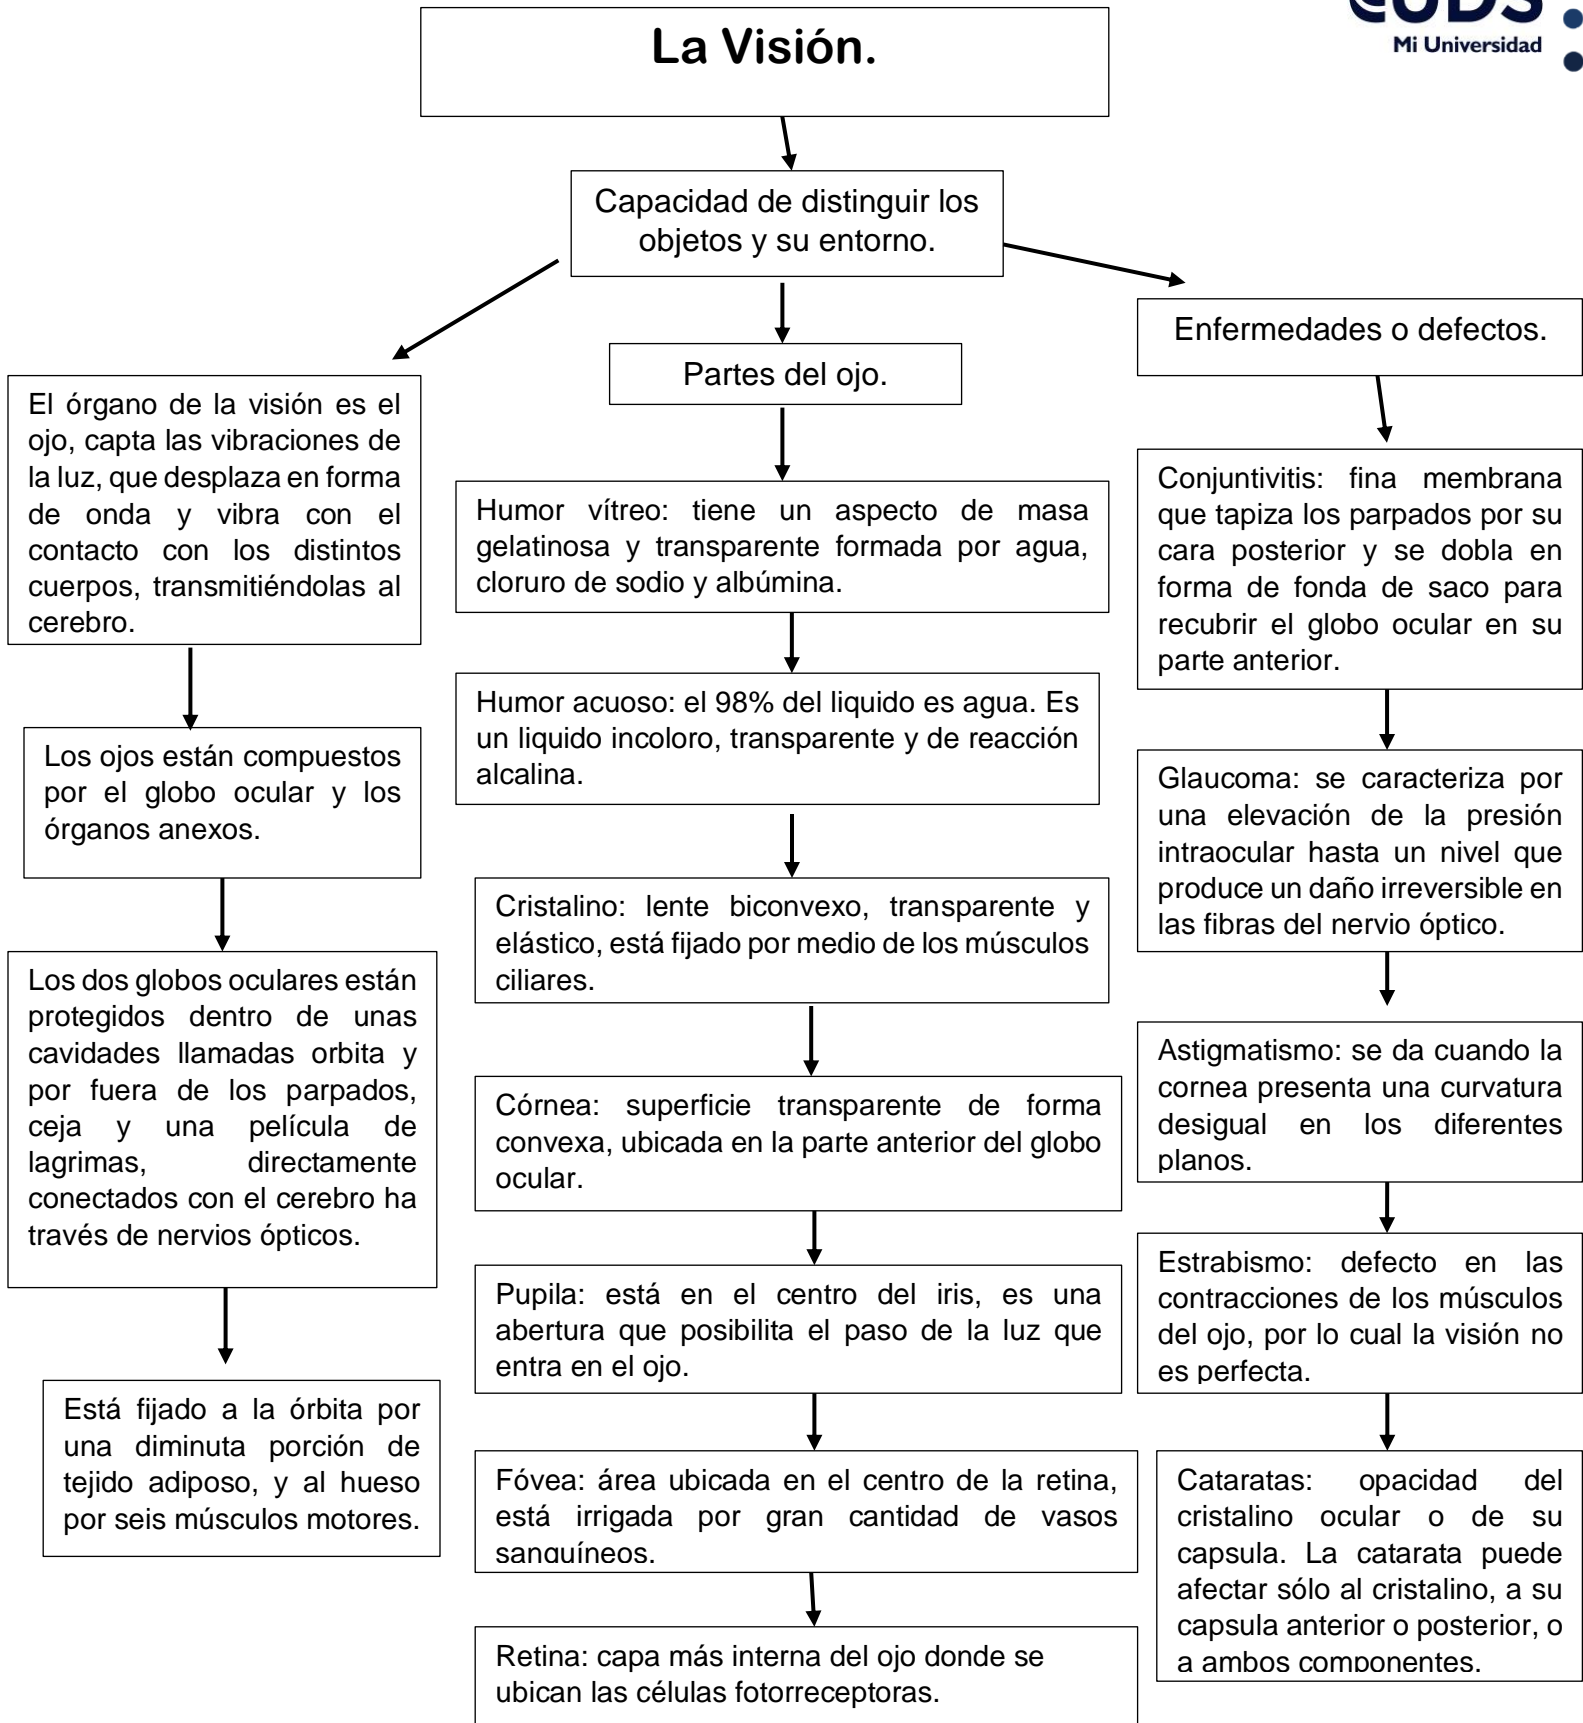 UDS
Mi Universidad
La Visión.
Capacidad de distinguir los
objetos y su entorno.
El órgano de la visión es el
ojo, capta las vibraciones de
la luz, que desplaza en forma
de onda y vibra con el
contacto con los distintos
cuerpos, transmitiéndolas al
cerebro.
Los ojos están compuestos
por el globo ocular y los
órganos anexos.
Los dos globos oculares están
protegidos dentro de unas
cavidades llamadas orbita y
por fuera de los parpados,
ceja y una película de
lagrimas, directamente
conectados con el cerebro ha
través de nervios ópticos.
Está fijado a la órbita por
una diminuta porción de
tejido adiposo, y al hueso
por seis músculos motores.
Partes del ojo.
Humor vítreo: tiene un aspecto de masa
gelatinosa y transparente formada por agua,
cloruro de sodio y albúmina.
Humor acuoso: el 98% del liquido es agua. Es
un liquido incoloro, transparente y de reacción
alcalina.
Cristalino: lente biconvexo, transparente y
elástico, está fijado por medio de los músculos
ciliares.
Córnea: superficie transparente de forma
convexa, ubicada en la parte anterior del globo
ocular.
Pupila: está en el centro del iris, es una
abertura que posibilita el paso de la luz que
entra en el ojo.
Fóvea: área ubicada en el centro de la retina,
está irrigada por gran cantidad de vasos
sanguíneos.
Retina: capa más interna del ojo donde se
ubican las células fotorreceptoras.
Enfermedades o defectos.
Conjuntivitis: fina membrana
que tapiza los parpados por su
cara posterior y se dobla en
forma de fonda de saco para
recubrir el globo ocular en su
parte anterior.
Glaucoma: se caracteriza por
una elevación de la presión
intraocular hasta un nivel que
produce un daño irreversible en
las fibras del nervio óptico.
Astigmatismo: se da cuando la
cornea presenta una curvatura
desigual en los diferentes
planos.
Estrabismo: defecto en las
contracciones de los músculos
del ojo, por lo cual la visión no
es perfecta.
Cataratas: opacidad del
cristalino ocular o de su
capsula. La catarata puede
afectar sólo al cristalino, a su
capsula anterior o posterior, o
a ambos componentes.